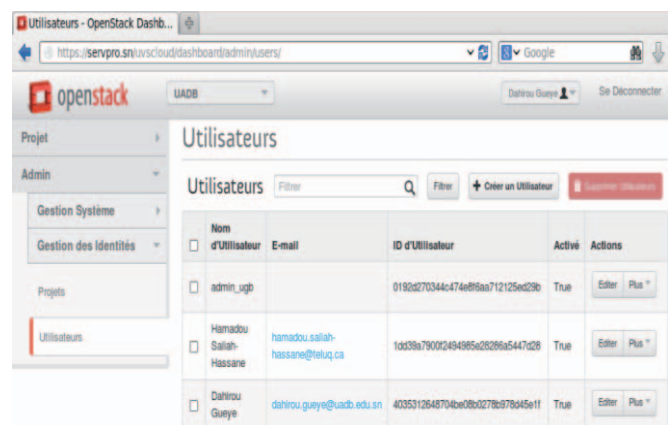 Utilisateurs - OpenStack Dashb...
https://servpro.sn/uvscloud/dashboard/admin/users/
Google
openstack
UADB
Dahirou Gueye
Se Déconnecter
Projet
Admin
Gestion Système
Gestion des Identités
Projets
Utilisateurs
Utilisateurs
Utilisateurs
Filtrer
Filtrer
+ Créer un Utilisateur
Supprimer Utilisateurs
Nom d'Utilisateur E-mail ID d'Utilisateur Activé Actions
admin_ugb True Editer Plus
Hamadou Saliah-Hassane hamadou.saliah-hassane@teluq.ca True Editer Plus
Dahirou Gueye dahirou.gueye@uadb.edu.sn True Editer Plus